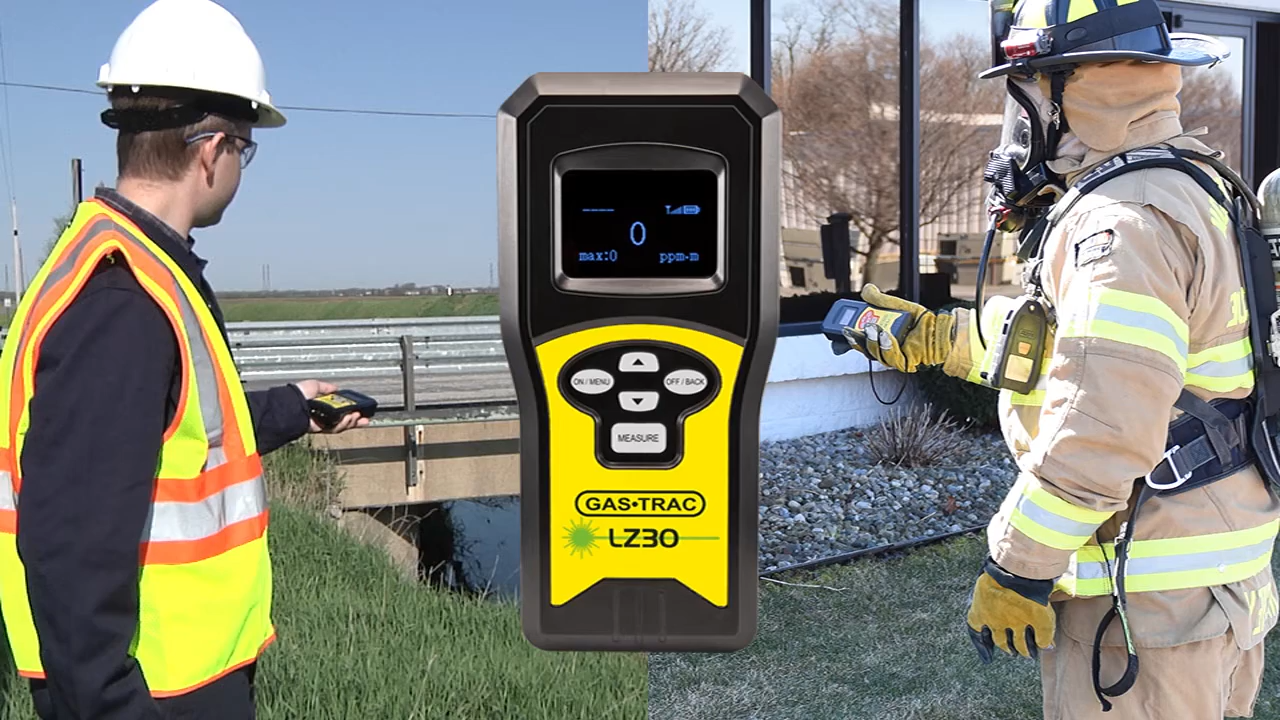 0
max:0 ppm·m
ON / MENU OFF / BACK
MEASURE
GAS•TRAC
LZ30